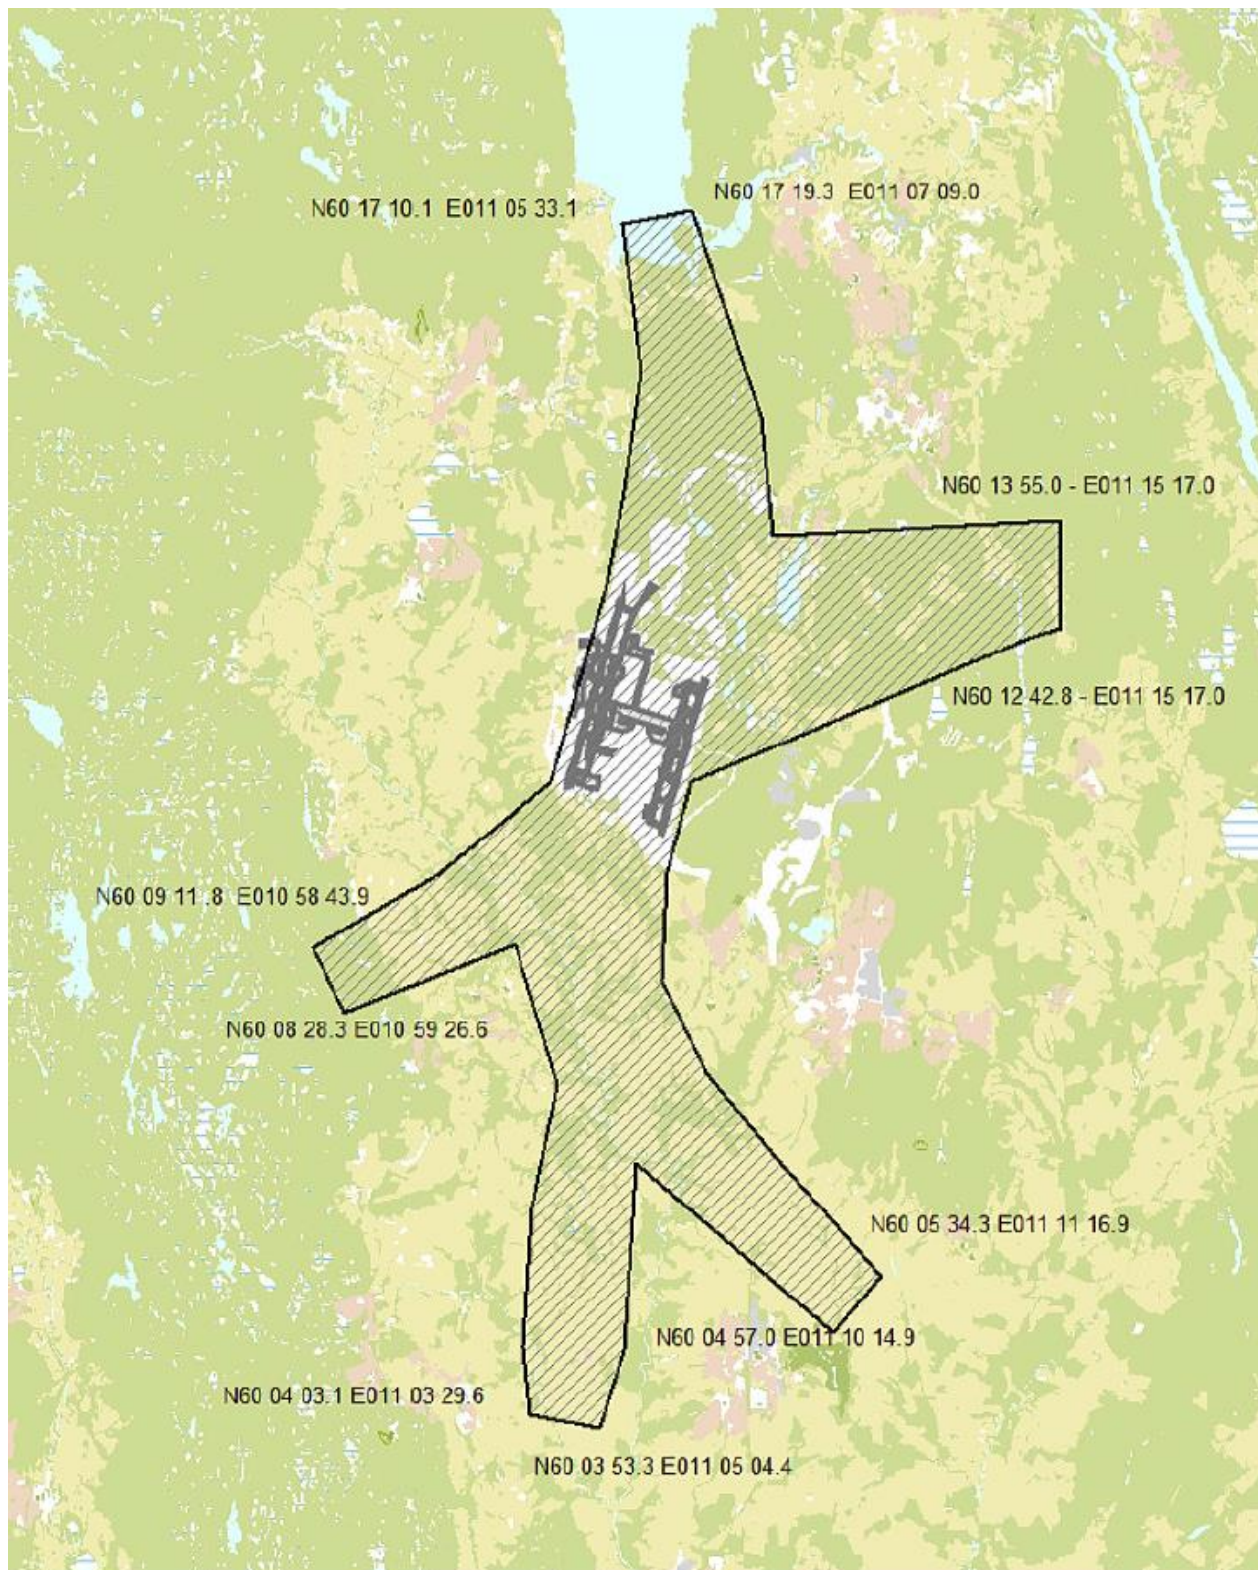 N60 17 19.3 E011 07 09.0
N60 17 10.1 E011 05 33.1
N60 13 55.0 - E011 15 17.0
N60 12 42.8 - E011 15 17.0
N60 09 11.8 E010 58 43.9
N60 08 28.3 E010 59 26.6
N60 05 34.3 E011 11 16.9
N60 04 57.0 E011 10 14.9
N60 04 03.1 E011 03 29.6
N60 03 53.3 E011 05 04.4